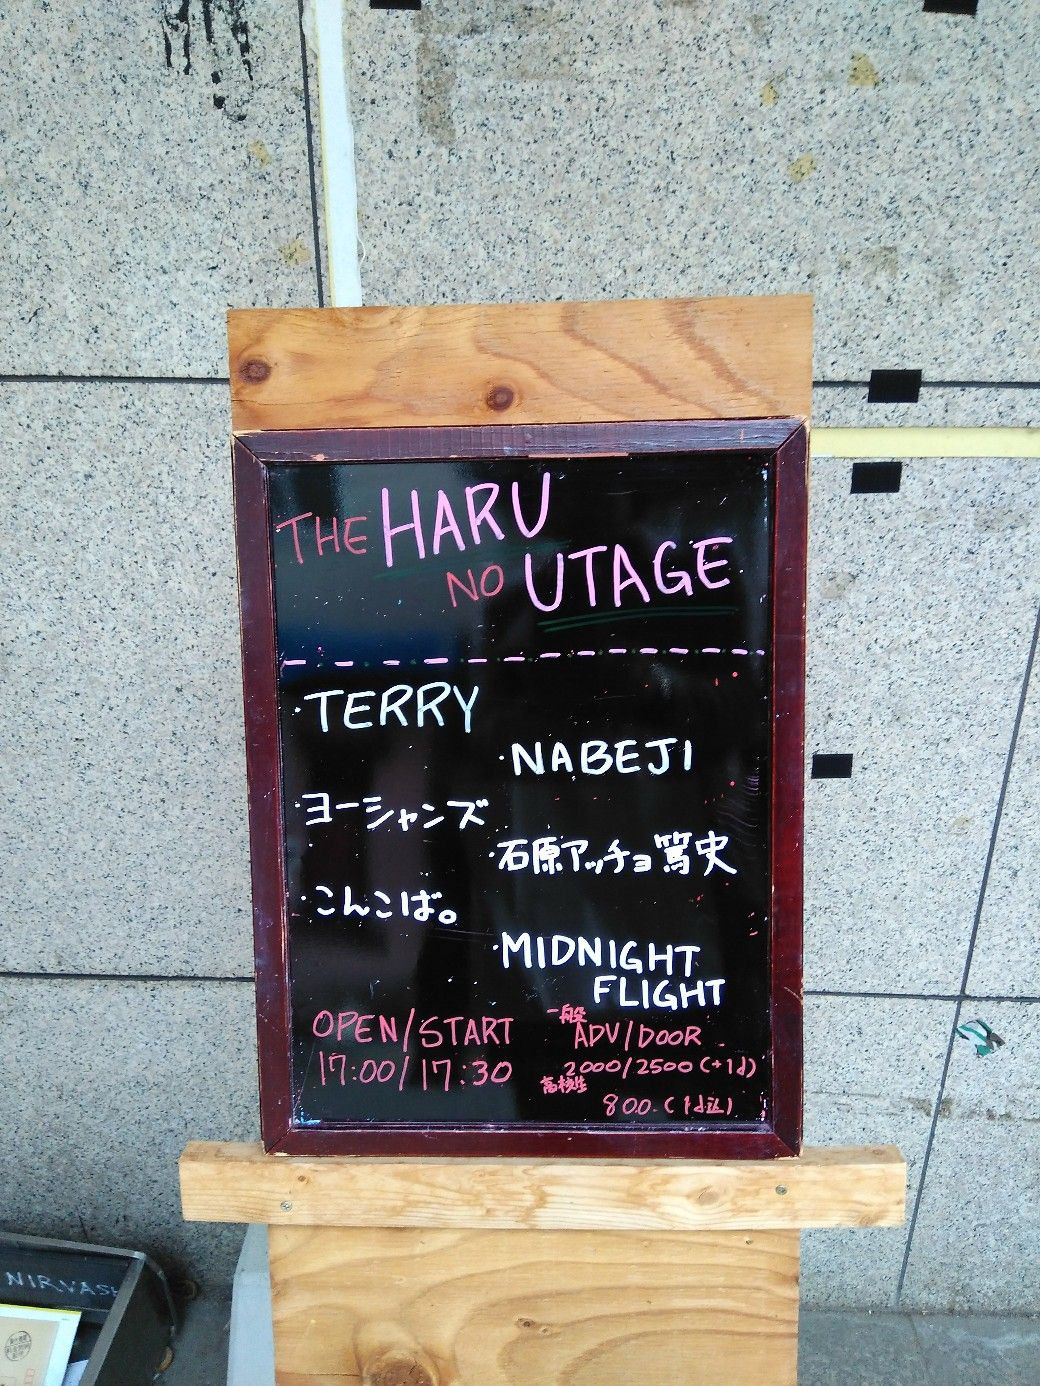 THE HARU
NO UTAGE
・TERRY
・NABEJI
・ヨーシャンズ
・石原アッチョ篤史
・こんこば。
・MIDNIGHT
FLIGHT
OPEN/START
17:00/17:30
一般
ADV/DOOR
2000/2500(+1d)
高校生
800.(1d込)
NIRVASH